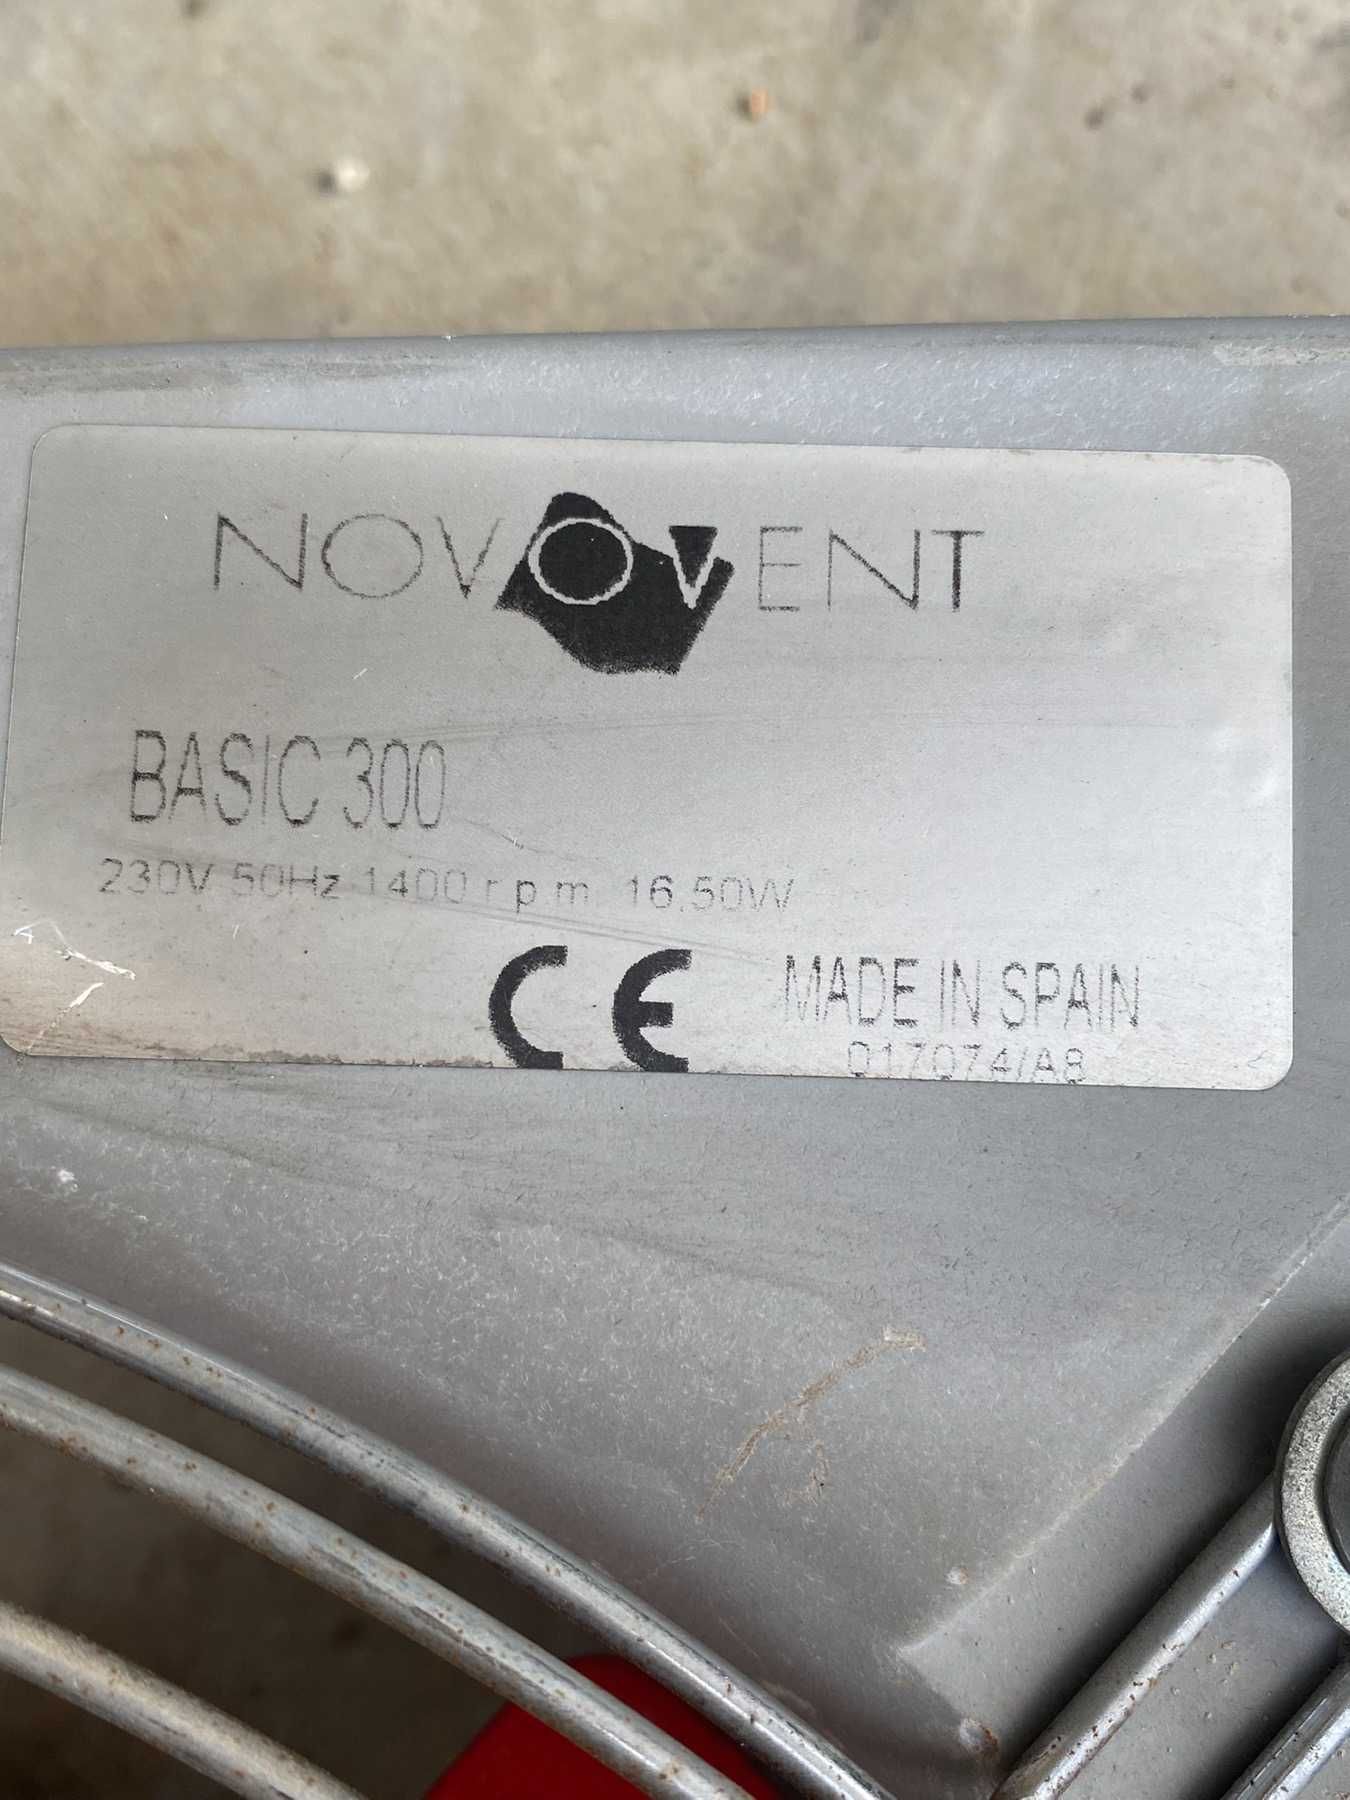 NOVOVENT
BASIC 300
230V 50Hz 1400 r.p.m. 16,50W
CE
MADE IN SPAIN
017074/A8